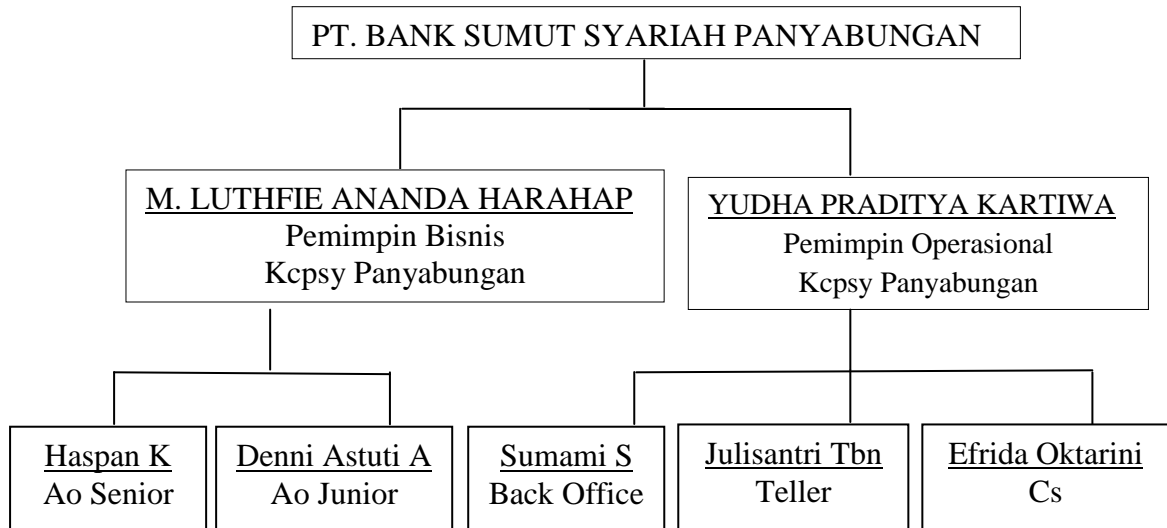 PT. BANK SUMUT SYARIAH PANYABUNGAN
M. LUTHFIE ANANDA HARAHAP
Pemimpin Bisnis
Kcpsy Panyabungan
YUDHA PRADITYA KARTIWA
Pemimpin Operasional
Kcpsy Panyabungan
Haspan K
Ao Senior
Denni Astuti A
Ao Junior
Sumami S
Back Office
Julisantri Tbn
Teller
Efrida Oktarini
Cs